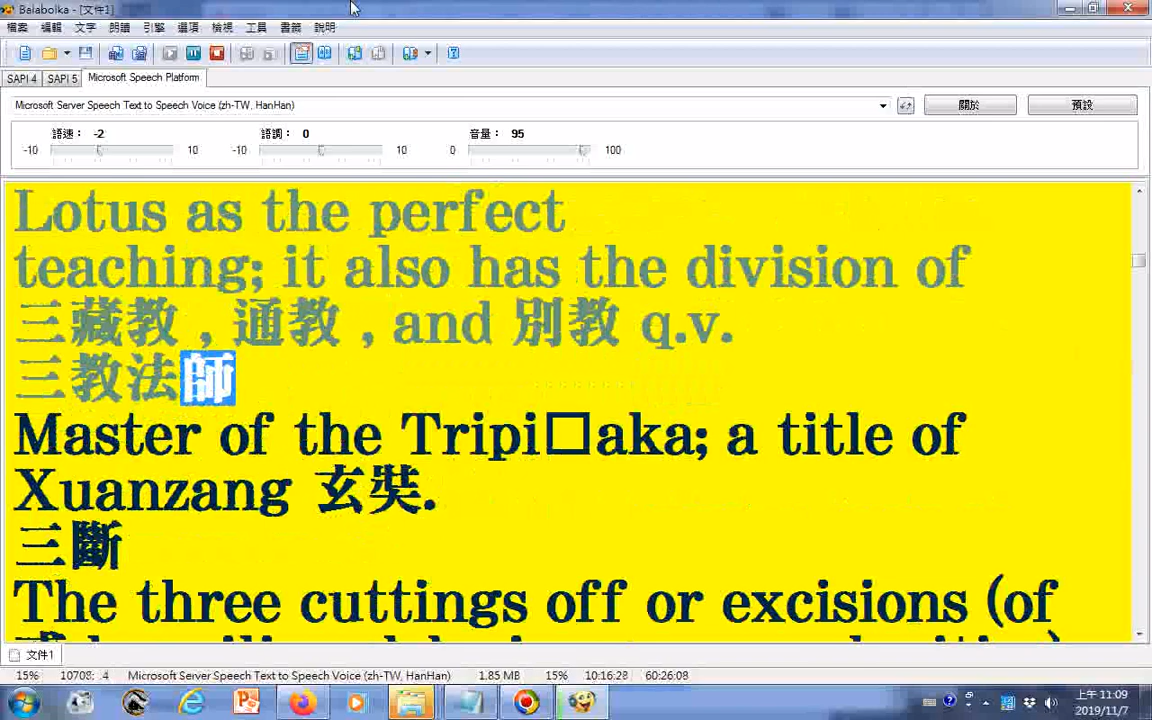 Balabolka - [文件1]
檔案 編輯 文字 朗讀 引擎 選項 檢視 工具 書籤 說明
SAPI 4 SAPI 5 Microsoft Speech Platform
Microsoft Server Speech Text to Speech Voice (zh-TW, HanHan) 關於 預設
語速： -2 語調： 0 音量： 95
-10 10 -10 10 0 100
Lotus as the perfect
teaching; it also has the division of
三藏教 , 通教 , and 別教 q.v.
三教法師
Master of the Tripi□aka; a title of
Xuanzang 玄奘.
三斷
The three cuttings off or excisions (of
文件1
15% Microsoft Server Speech Text to Speech Voice (zh-TW, HanHan) 1.85 MB 15% 10:16:28 60:26:08
上午 11:09
2019/11/7